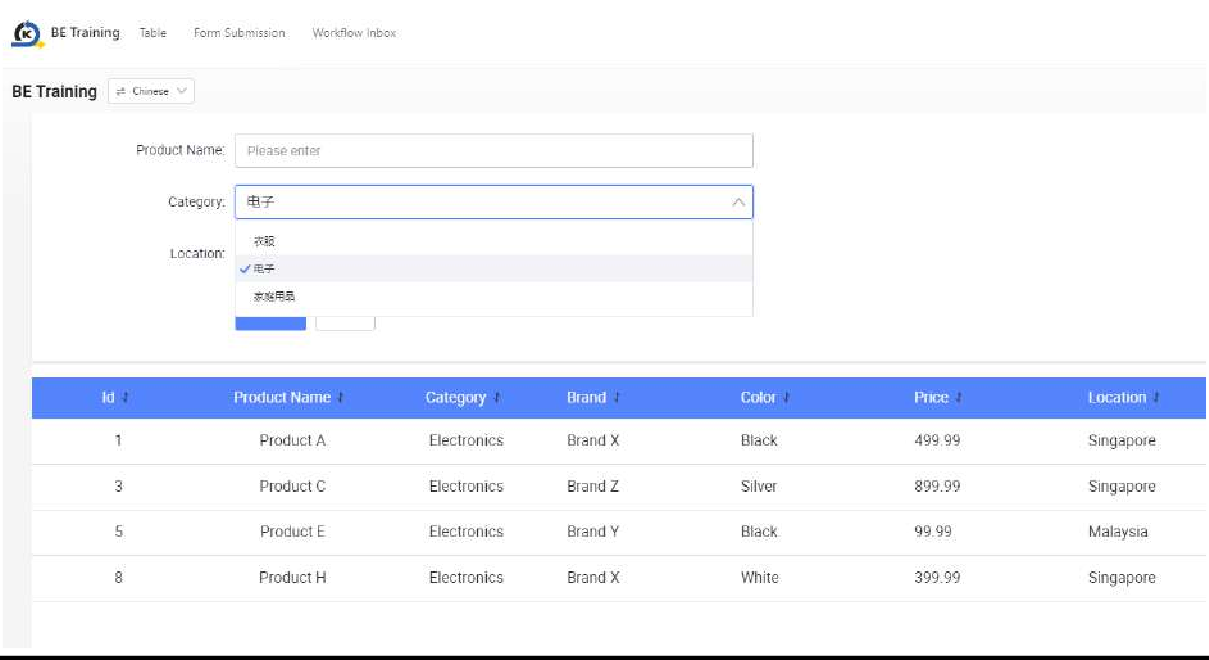 BE Training Table Form Submission Workflow Inbox
BE Training Chinese
Product Name: Please enter
Category: 电子
衣服
Location:
电子
家庭用品
Id Product Name Category Brand Color Price Location
1 Product A Electronics Brand X Black 499.99 Singapore
3 Product C Electronics Brand Z Silver 899.99 Singapore
5 Product E Electronics Brand Y Black 99.99 Malaysia
8 Product H Electronics Brand X White 399.99 Singapore